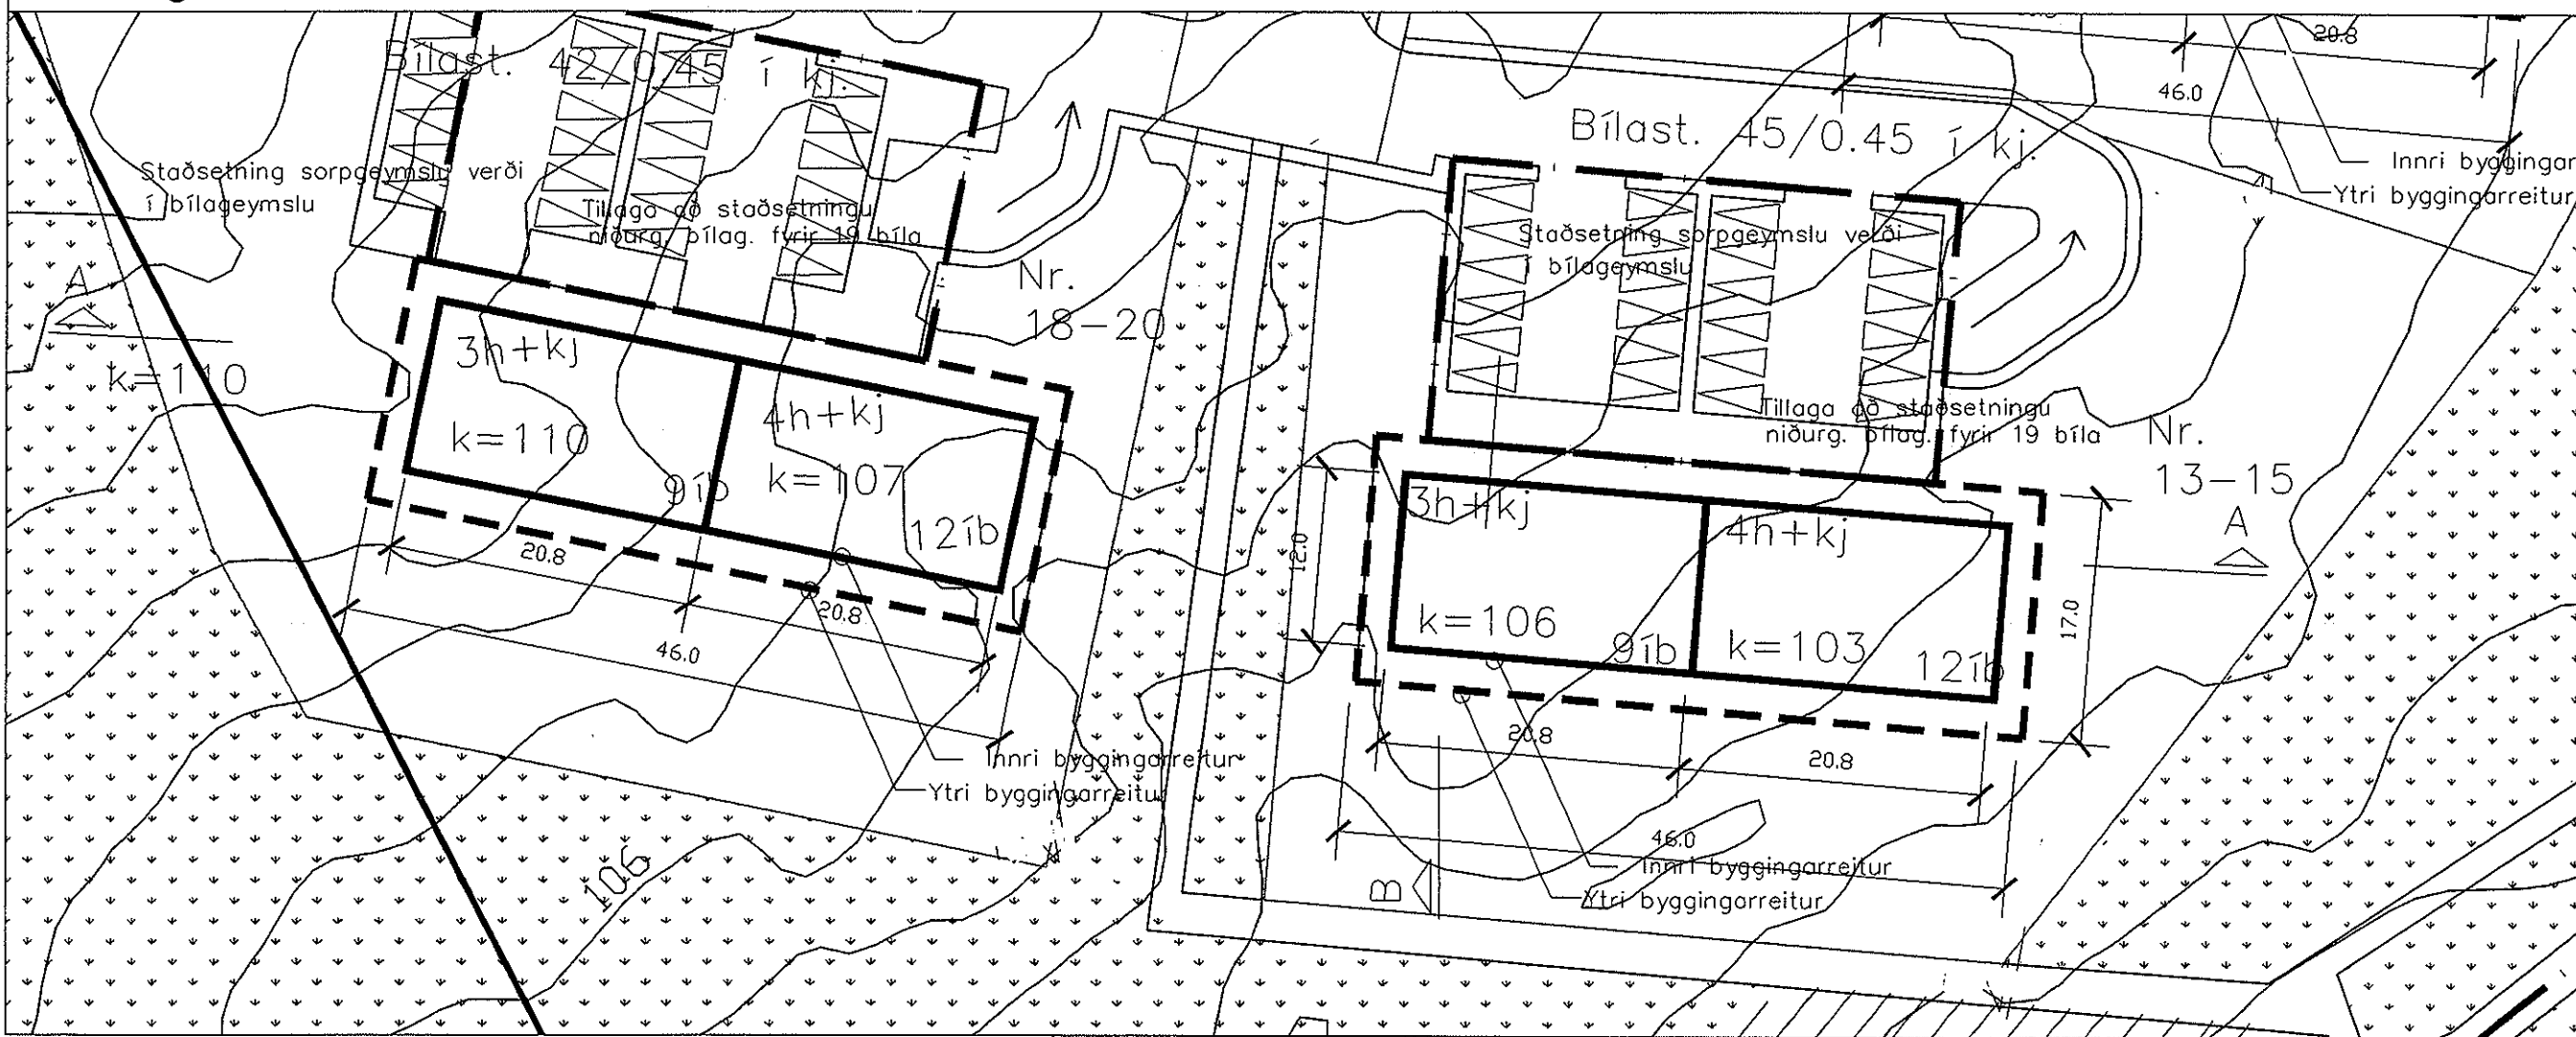 Bílast. 42/0.45 í kj.
Staðsetning sorpgeymslu verði
í bílageymslu
Tillaga að staðsetningu
niðurg. bílag. fyrir 19 bíla
A
k=110
Nr.
18-20
3h+kj
k=110
9íb
4h+kj
k=107
12íb
20.8
20.8
46.0
Innri byggingarreitur
Ytri byggingarreitur
106
Bílast. 45/0.45 í kj.
Staðsetning sorpgeymslu verði
í bílageymslu
Tillaga að staðsetningu
niðurg. bílag. fyrir 19 bíla
Nr.
13-15
A
3h+kj
k=106
9íb
4h+kj
k=103
12íb
12.0
17.0
20.8
20.8
46.0
Innri byggingarreitur
Ytri byggingarreitur
B
20.8
46.0
Innri byggingar
Ytri byggingarreitur